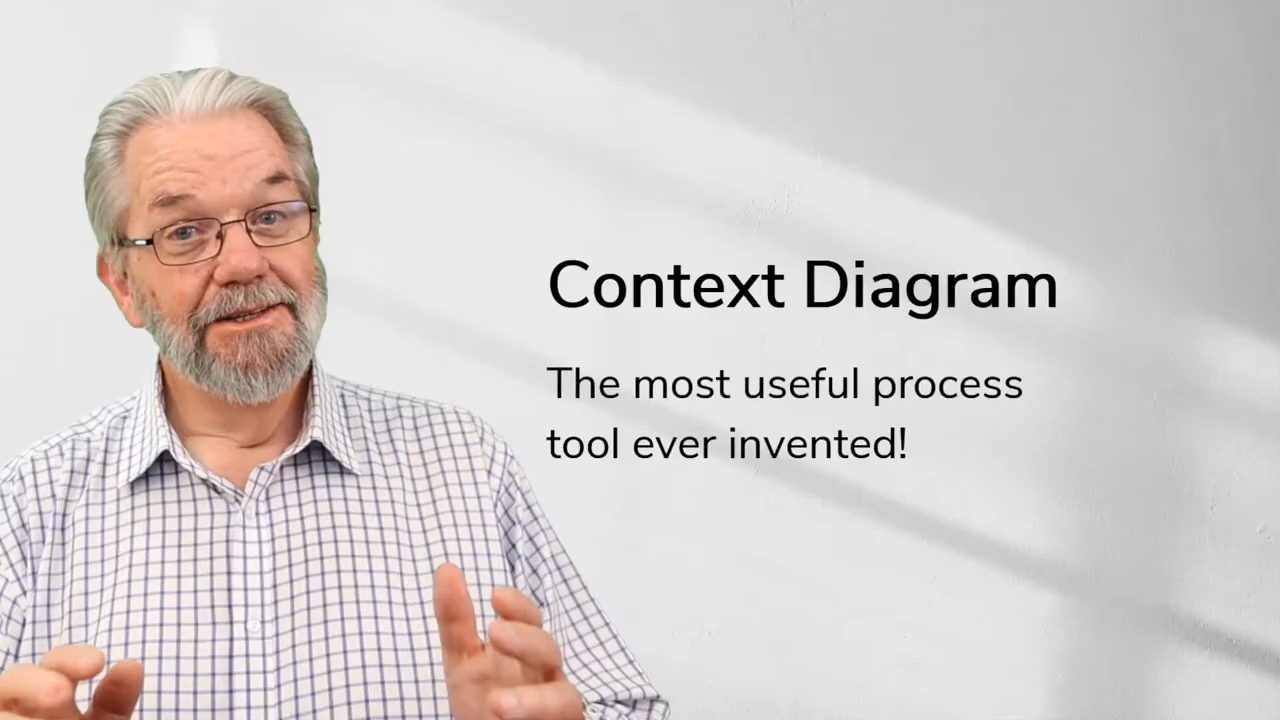 Context Diagram
The most useful process
tool ever invented!